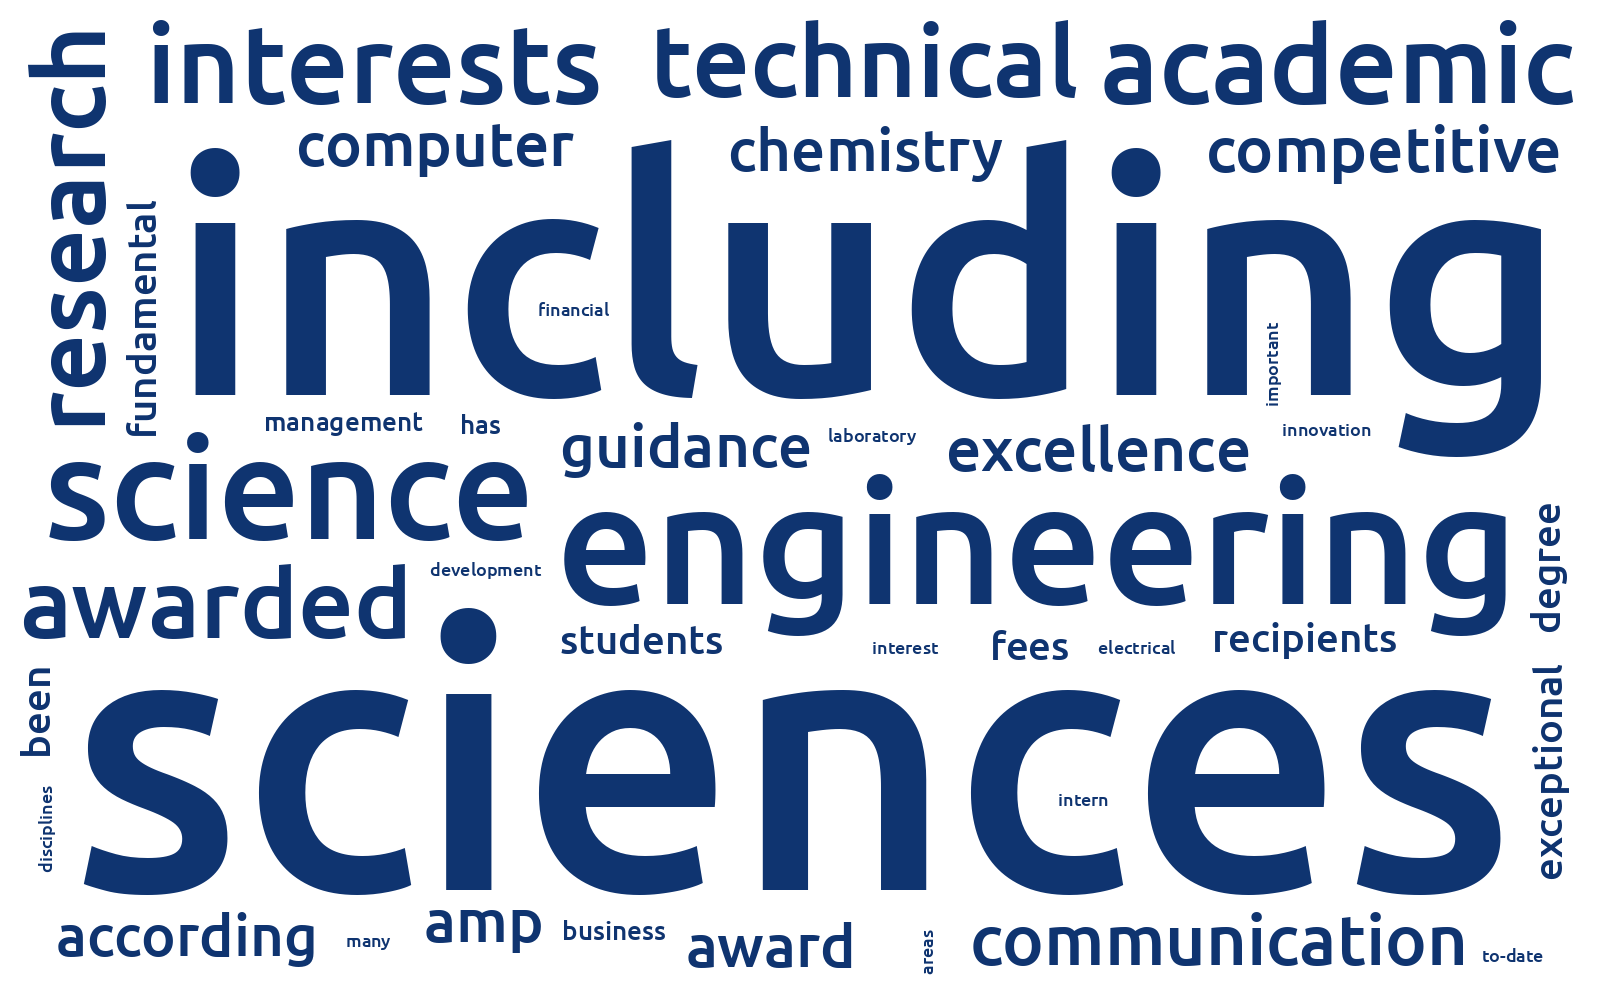 interests technical academic
research
computer chemistry competitive
including
fundamental
financial
important
management has
guidance laboratory excellence innovation
science
engineering
degree
awarded development
students interest fees electrical recipients
been
sciences
exceptional
intern
disciplines
according many amp business award areas communication to-date